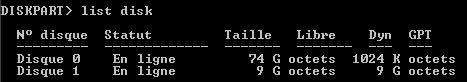 DISKPART> list disk
N° disque  Statut  Taille  Libre  Dyn  GPT
---------  -------------  -------  -------  ---  ---
Disque 0  En ligne  74 G octets  1024 K octets
Disque 1  En ligne  9 G octets  9 G octets